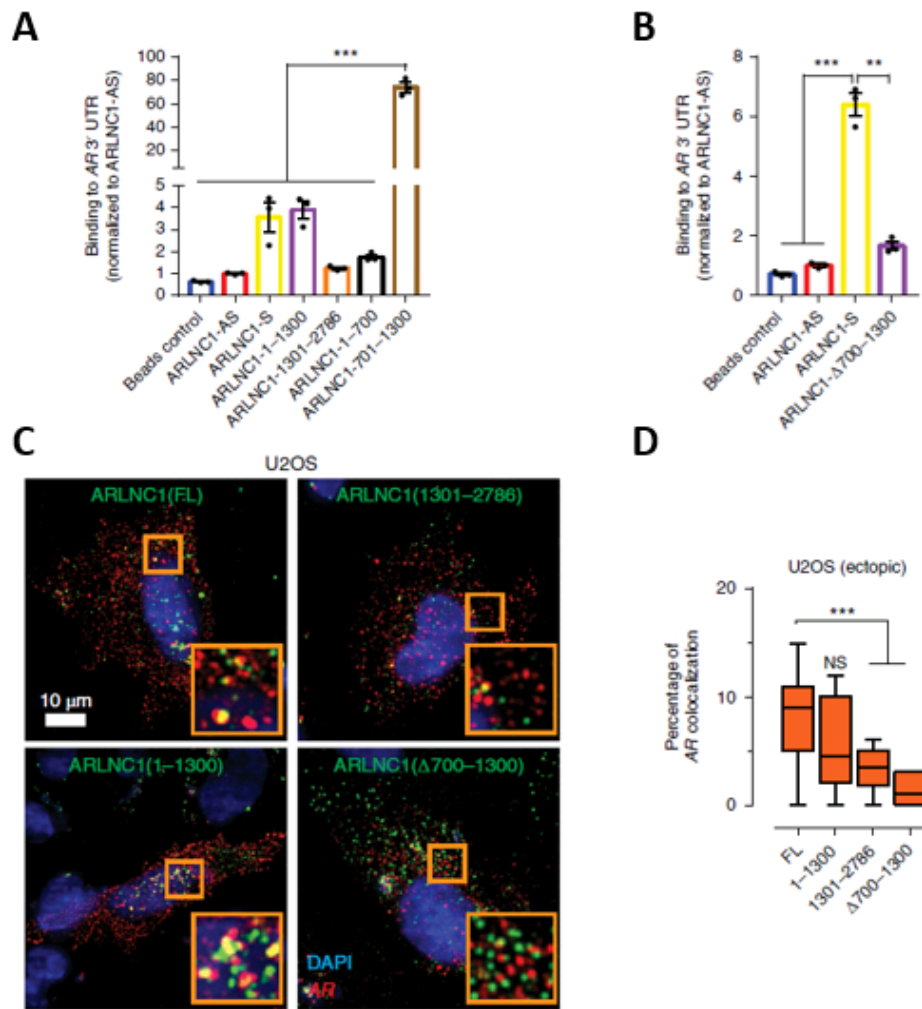 A
Binding to AR 3′ UTR
(normalized to ARLNC1-AS)
100
80
60
40
20
5
4
3
2
1
0
***
Beads control
ARLNC1-AS
ARLNC1-S
ARLNC1-1–1300
ARLNC1-1301–2786
ARLNC1-1–700
ARLNC1-701–1300
B
Binding to AR 3′ UTR
(normalized to ARLNC1-AS)
8
6
4
2
0
*** **
Beads control
ARLNC1-AS
ARLNC1-S
ARLNC1-Δ700–1300
C
U2OS
ARLNC1(FL)
10 μm
ARLNC1(1301–2786)
ARLNC1(1–1300)
ARLNC1(Δ700–1300)
DAPI
AR
D
U2OS (ectopic)
Percentage of
AR colocalization
20
10
0
***
NS
FL
1–1300
1301–2786
Δ700–1300